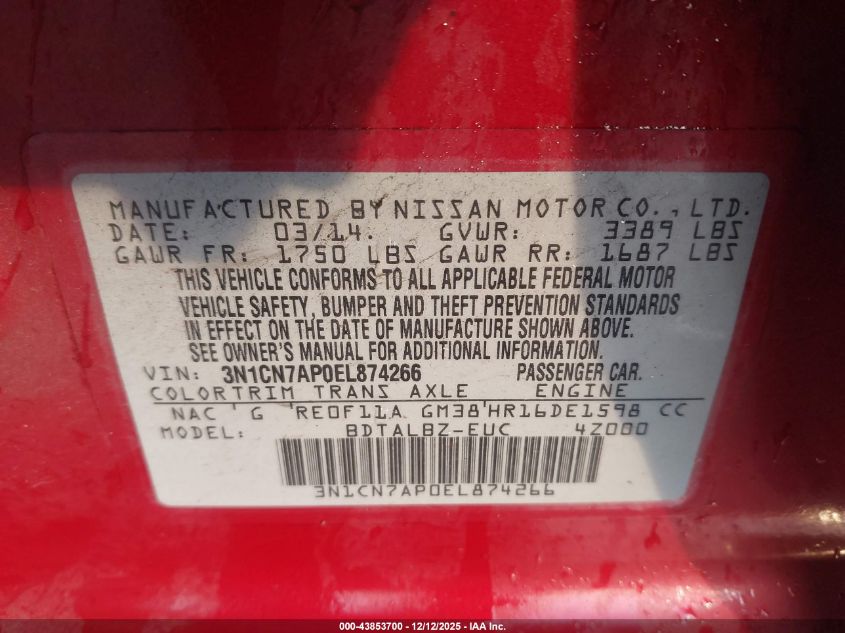 MANUFACTURED BY NISSAN MOTOR CO., LTD.
DATE: 03/14. GVWR: 3389 LBS
GAWR FR: 1750 LBS GAWR RR: 1687 LBS
THIS VEHICLE CONFORMS TO ALL APPLICABLE FEDERAL MOTOR
VEHICLE SAFETY, BUMPER AND THEFT PREVENTION STANDARDS
IN EFFECT ON THE DATE OF MANUFACTURE SHOWN ABOVE.
SEE OWNER'S MANUAL FOR ADDITIONAL INFORMATION.
VIN: 3N1CN7AP0EL874266 PASSENGER CAR.
COLORTRIM TRANS AXLE ENGINE
NAC 'G 'RE0F11A GM38'HR16DE1598 CC
MODEL: BDTALBZ-EUC 4Z000
3N1CN7AP0EL874266
000-43853700 - 12/12/2025 - IAA Inc.